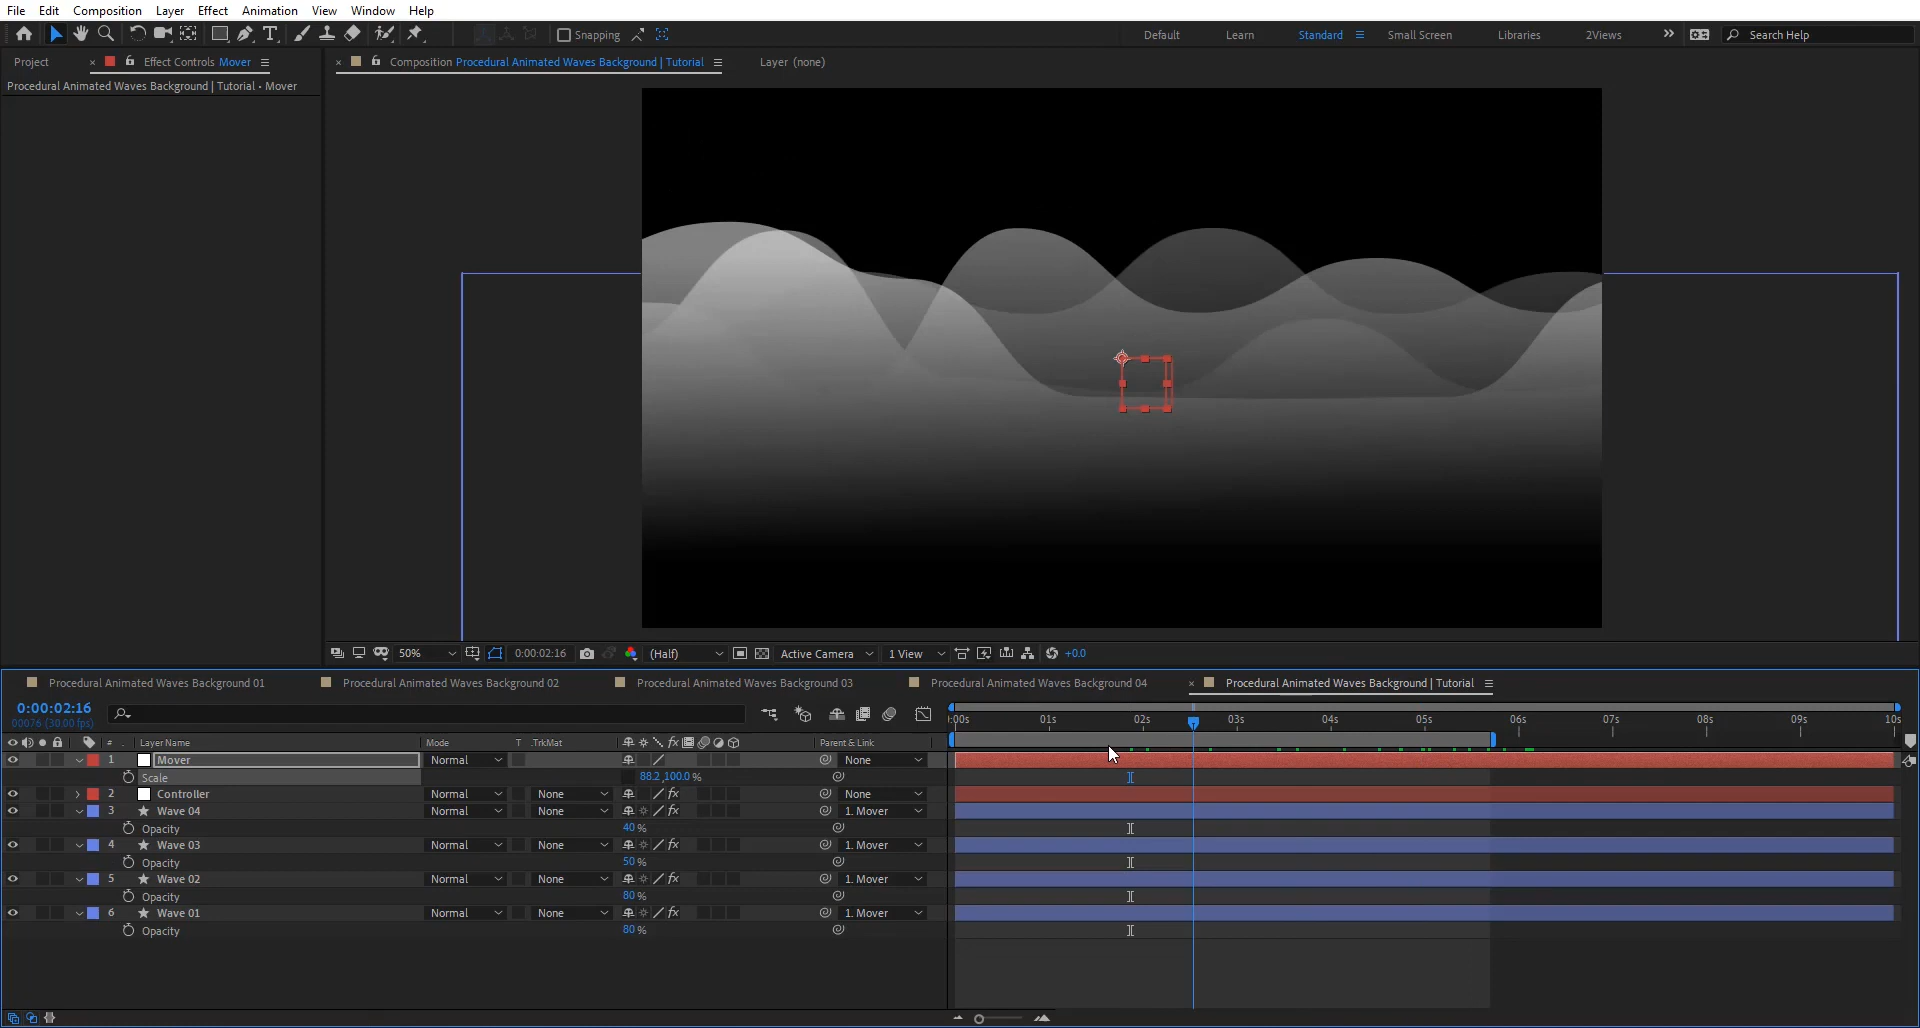 File Edit Composition Layer Effect Animation View Window Help
Snapping Default Learn Standard Small Screen Libraries 2Views Search Help
Project Effect Controls Mover Composition Procedural Animated Waves Background | Tutorial Layer (none)
Procedural Animated Waves Background | Tutorial • Mover
50% 0:00:02:16 (Half) Active Camera 1 View +0.0
Procedural Animated Waves Background 01 Procedural Animated Waves Background 02 Procedural Animated Waves Background 03 Procedural Animated Waves Background 04 Procedural Animated Waves Background | Tutorial
0:00:02:16
00076 (30.00 fps)
:00s 01s 02s 03s 04s 05s 06s 07s 08s 09s 10s
# Layer Name Mode T .TrkMat Parent & Link
1 Mover Normal None
Scale 88.2,100.0 %
2 Controller Normal None None
3 Wave 04 Normal None 1. Mover
Opacity 40 %
4 Wave 03 Normal None 1. Mover
Opacity 50 %
5 Wave 02 Normal None 1. Mover
Opacity 80 %
6 Wave 01 Normal None 1. Mover
Opacity 80 %